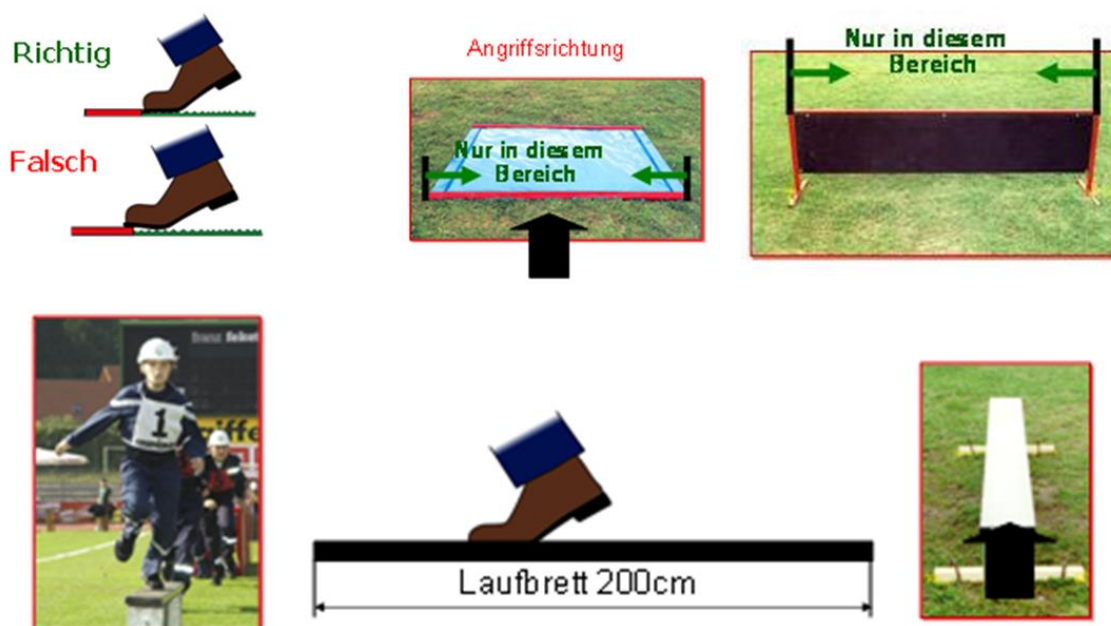 Richtig
Falsch
Angriffsrichtung
Nur in diesem
Bereich
Nur in diesem
Bereich
1
Laufbrett 200cm